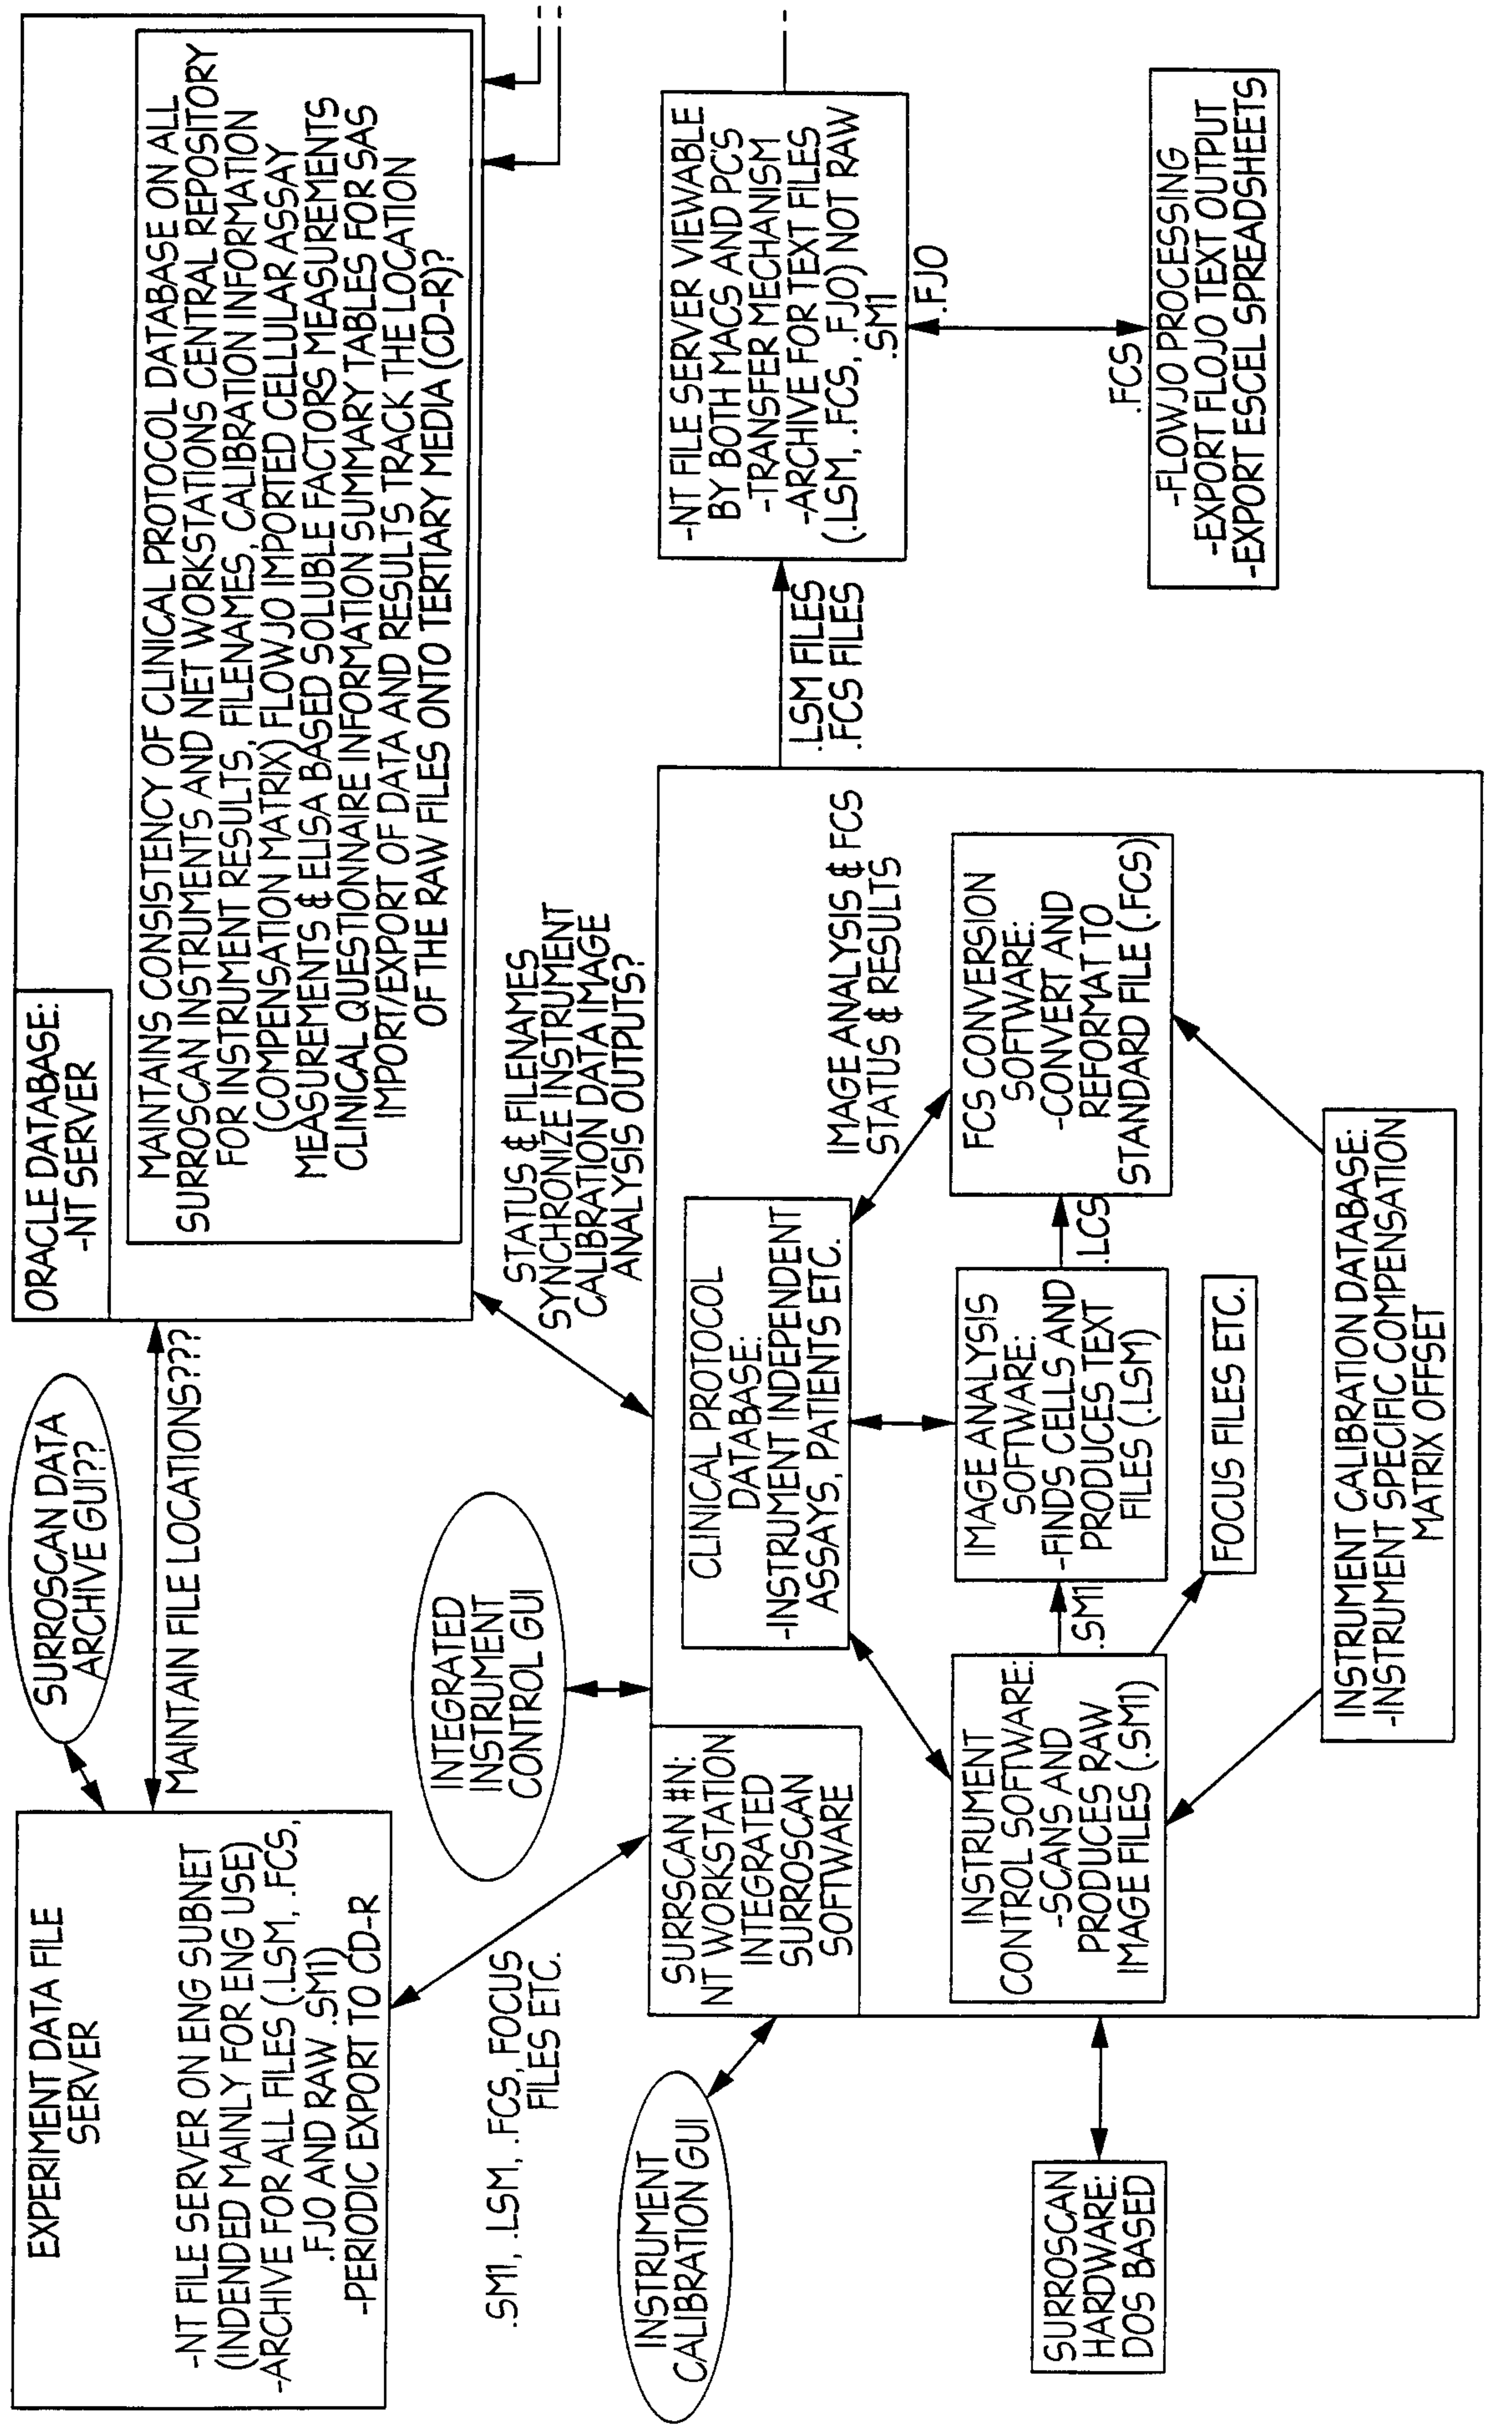 EXPERIMENT DATA FILE
SERVER
-NT FILE SERVER ON ENG SUBNET
(INDENDED MAINLY FOR ENG USE)
-ARCHIVE FOR ALL FILES (.LSM, .FCS,
.FJO AND RAW .SM1)
-PERIODIC EXPORT TO CD-R
SURROSCAN DATA
ARCHIVE GUI??
MAINTAIN FILE LOCATIONS???
ORACLE DATABASE:
-NT SERVER
MAINTAINS CONSISTENCY OF CLINICAL PROTOCOL DATABASE ON ALL
SURROSCAN INSTRUMENTS AND NET WORKSTATIONS CENTRAL REPOSITORY
FOR INSTRUMENT RESULTS, FILENAMES, CALIBRATION INFORMATION
(COMPENSATION MATRIX) FLOWJO IMPORTED CELLULAR ASSAY
MEASUREMENTS & ELISA BASED SOLUBLE FACTORS MEASUREMENTS
CLINICAL QUESTIONNAIRE INFORMATION SUMMARY TABLES FOR SAS
IMPORT/EXPORT OF DATA AND RESULTS TRACK THE LOCATION
OF THE RAW FILES ONTO TERTIARY MEDIA (CD-R)?
.SM1, .LSM, .FCS, FOCUS
FILES ETC.
INTEGRATED
INSTRUMENT
CONTROL GUI
STATUS & FILENAMES
SYNCHRONIZE INSTRUMENT
CALIBRATION DATA IMAGE
ANALYSIS OUTPUTS?
INSTRUMENT
CALIBRATION GUI
SURRSCAN #N:
NT WORKSTATION
INTEGRATED
SURROSCAN
SOFTWARE
CLINICAL PROTOCOL
DATABASE:
-INSTRUMENT INDEPENDENT
ASSAYS, PATIENTS ETC.
IMAGE ANALYSIS & FCS
STATUS & RESULTS
.LSM FILES
.FCS FILES
-NT FILE SERVER VIEWABLE
BY BOTH MACS AND PC'S
-TRANSFER MECHANISM
-ARCHIVE FOR TEXT FILES
(.LSM, .FCS, .FJO) NOT RAW
.SM1
SURROSCAN
HARDWARE:
DOS BASED
INSTRUMENT
CONTROL SOFTWARE:
-SCANS AND
PRODUCES RAW
IMAGE FILES (.SM1)
.SM1
IMAGE ANALYSIS
SOFTWARE:
-FINDS CELLS AND
PRODUCES TEXT
FILES (.LSM)
.LCS
FCS CONVERSION
SOFTWARE:
-CONVERT AND
REFORMAT TO
STANDARD FILE (.FCS)
FOCUS FILES ETC.
INSTRUMENT CALIBRATION DATABASE:
-INSTRUMENT SPECIFIC COMPENSATION
MATRIX OFFSET
.FJO
.FCS
-FLOWJO PROCESSING
-EXPORT FLOJO TEXT OUTPUT
-EXPORT ESCEL SPREADSHEETS